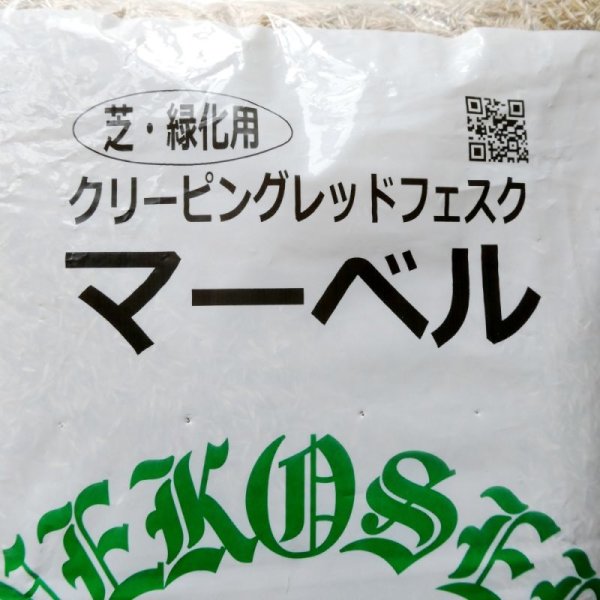 芝・緑化用
クリーピングレッドフェスク
マーベル